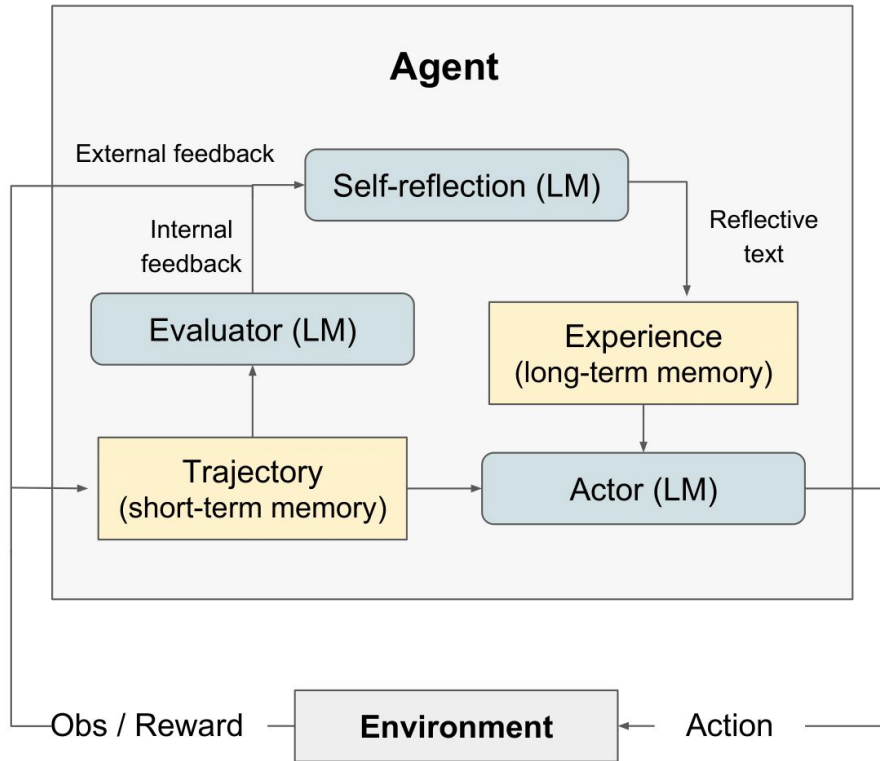 Agent
External feedback
Self-reflection (LM)
Internal
feedback
Reflective
text
Evaluator (LM)
Experience
(long-term memory)
Trajectory
(short-term memory)
Actor (LM)
Obs / Reward
Environment
Action